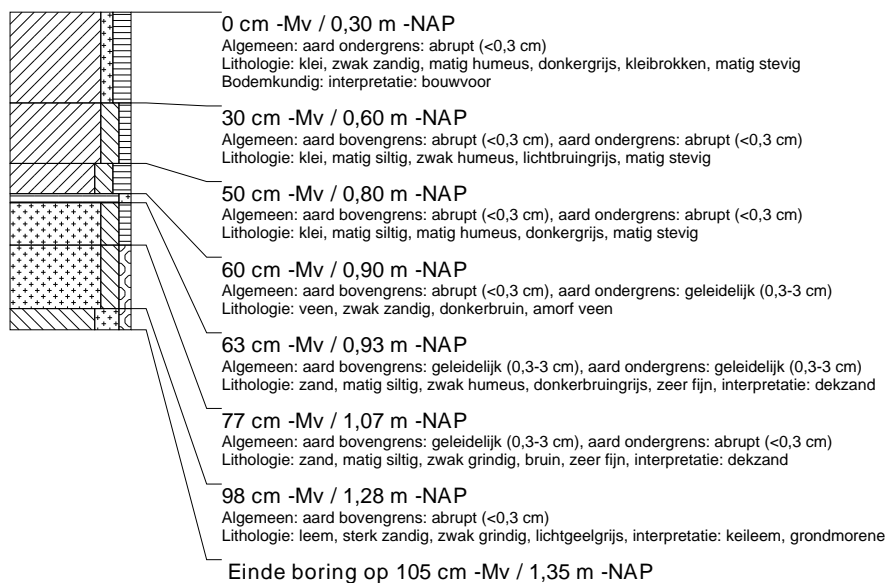 0 cm -Mv / 0,30 m -NAP
Algemeen: aard ondergrens: abrupt (<0,3 cm)
Lithologie: klei, zwak zandig, matig humeus, donkergrijs, kleibrokken, matig stevig
Bodemkundig: interpretatie: bouwvoor
30 cm -Mv / 0,60 m -NAP
Algemeen: aard bovengrens: abrupt (<0,3 cm), aard ondergrens: abrupt (<0,3 cm)
Lithologie: klei, matig siltig, zwak humeus, lichtbruingrijs, matig stevig
50 cm -Mv / 0,80 m -NAP
Algemeen: aard bovengrens: abrupt (<0,3 cm), aard ondergrens: abrupt (<0,3 cm)
Lithologie: klei, matig siltig, matig humeus, donkergrijs, matig stevig
60 cm -Mv / 0,90 m -NAP
Algemeen: aard bovengrens: abrupt (<0,3 cm), aard ondergrens: geleidelijk (0,3-3 cm)
Lithologie: veen, zwak zandig, donkerbruin, amorf veen
63 cm -Mv / 0,93 m -NAP
Algemeen: aard bovengrens: geleidelijk (0,3-3 cm), aard ondergrens: geleidelijk (0,3-3 cm)
Lithologie: zand, matig siltig, zwak humeus, donkerbruingrijs, zeer fijn, interpretatie: dekzand
77 cm -Mv / 1,07 m -NAP
Algemeen: aard bovengrens: geleidelijk (0,3-3 cm), aard ondergrens: abrupt (<0,3 cm)
Lithologie: zand, matig siltig, zwak grindig, bruin, zeer fijn, interpretatie: dekzand
98 cm -Mv / 1,28 m -NAP
Algemeen: aard bovengrens: abrupt (<0,3 cm)
Lithologie: leem, sterk zandig, zwak grindig, lichtgeelgrijs, interpretatie: keileem, grondmorene
Einde boring op 105 cm -Mv / 1,35 m -NAP